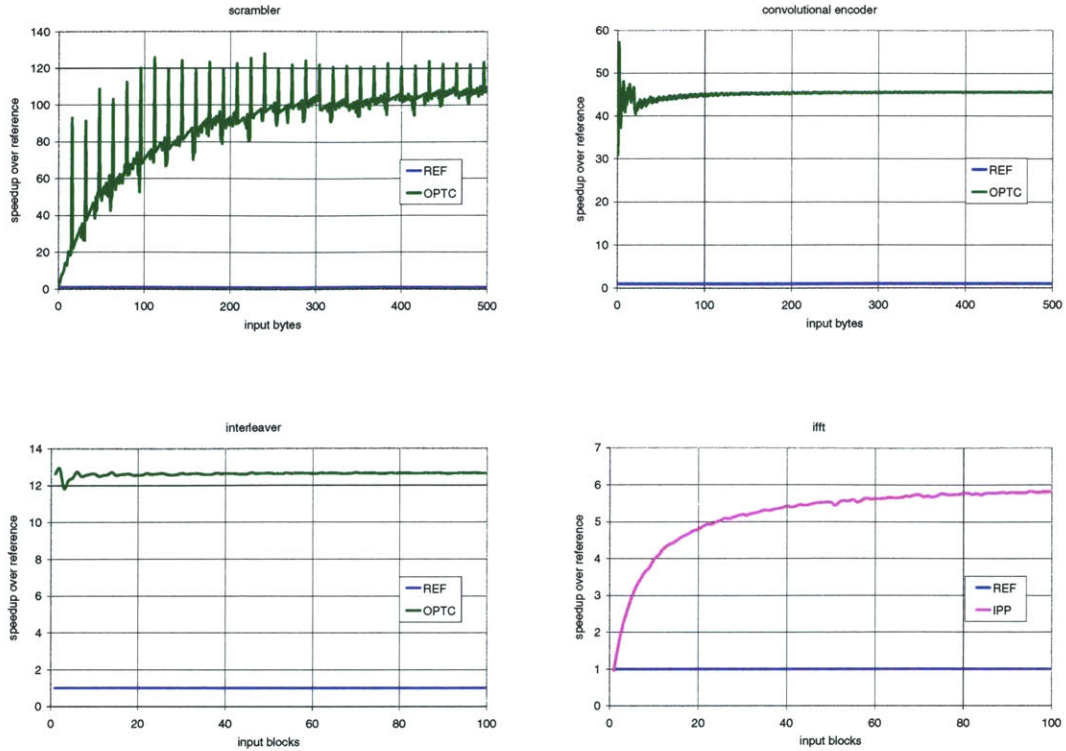 scrambler
140
120
100
80
60
40
20
0
speedup over reference
REF
OPTC
0 100 200 300 400 500
input bytes
convolutional encoder
60
50
40
30
20
10
0
speedup over reference
REF
OPTC
0 100 200 300 400 500
input bytes
interleaver
14
12
10
8
6
4
2
0
speedup over reference
REF
OPTC
0 20 40 60 80 100
input blocks
ifft
7
6
5
4
3
2
1
0
speedup over reference
REF
IPP
0 20 40 60 80 100
input blocks